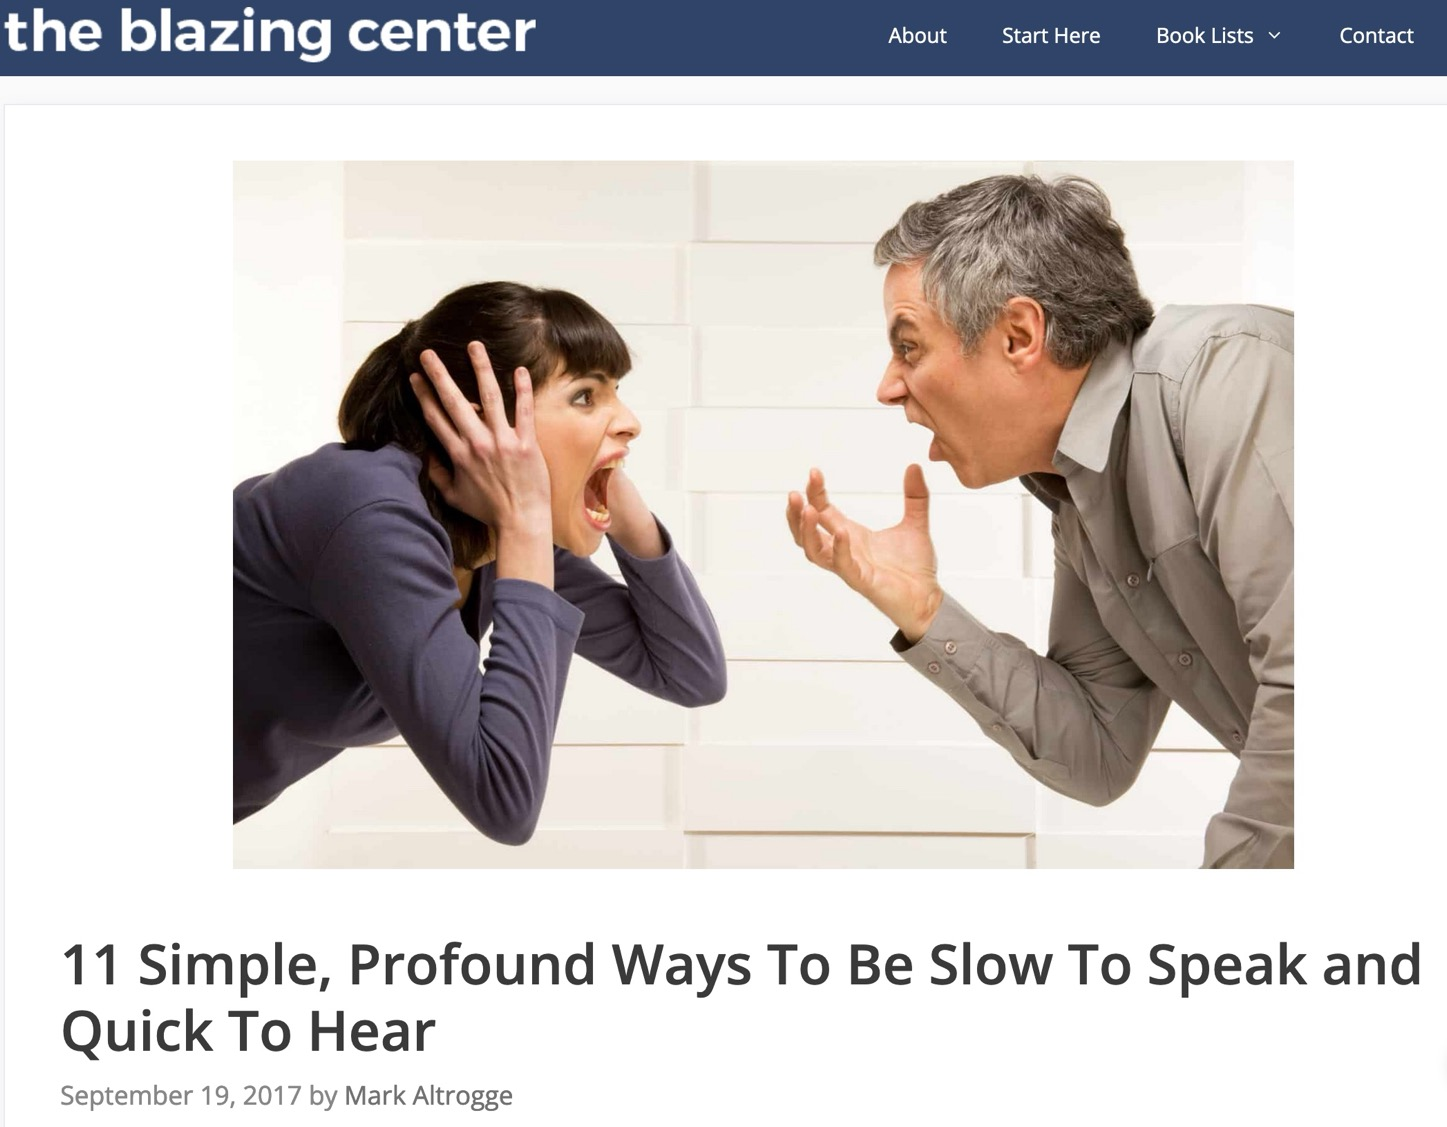 the blazing center
About Start Here Book Lists Contact
11 Simple, Profound Ways To Be Slow To Speak and
Quick To Hear
September 19, 2017 by Mark Altrogge